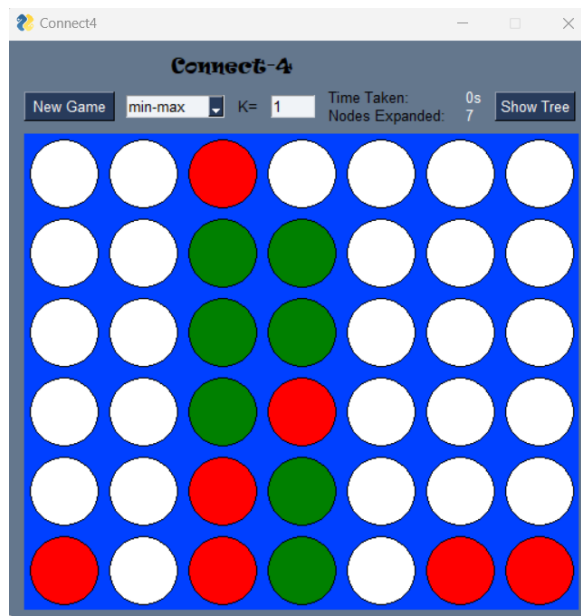 Connect4
Connect-4
New Game
min-max
K=
1
Time Taken: 0s
Nodes Expanded: 7
Show Tree